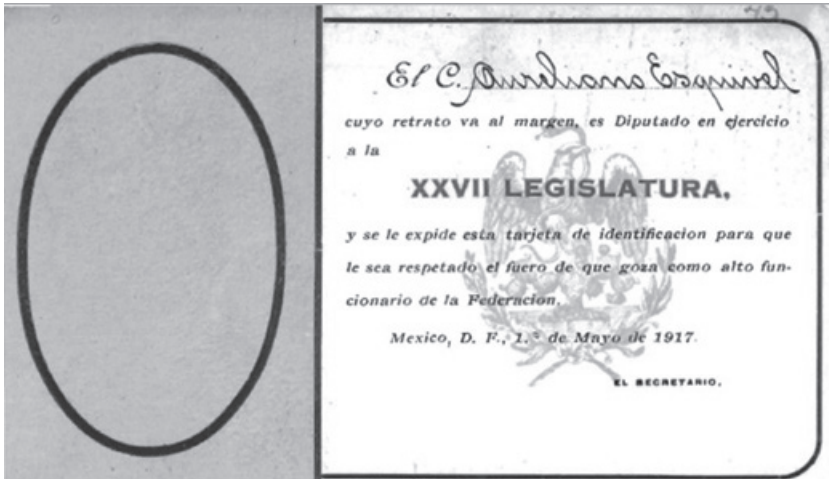 El C. Aureliano Esquivel
cuyo retrato va al margen, es Diputado en ejercicio
a la
XXVII LEGISLATURA,
y se le expide esta tarjeta de identificacion para que
le sea respetado el fuero de que goza como alto fun-
cionario de la Federacion.
Mexico, D. F., 1.º de Mayo de 1917.
EL SECRETARIO,